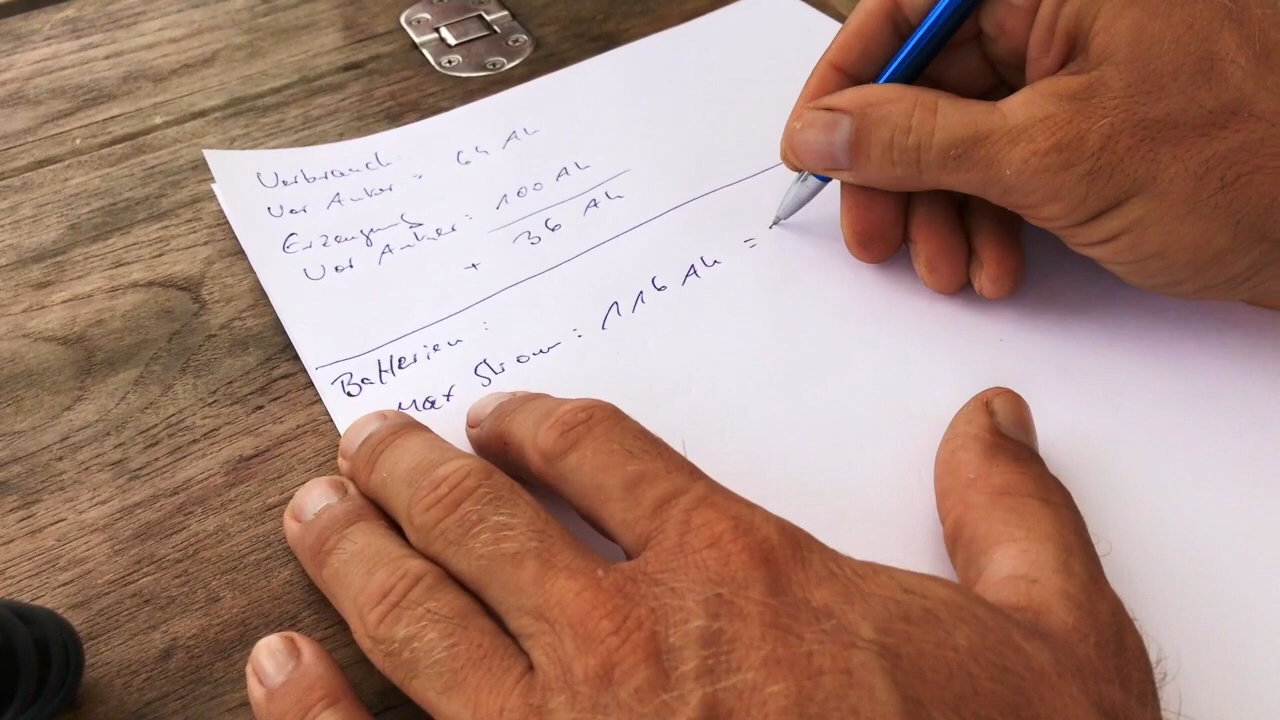 Verbrauch
Vor Anker = 64 Ah
Erzeugung
Vor Anker: 100 Ah
+ 36 Ah
Batterien:
Max Strom: 116 Ah =